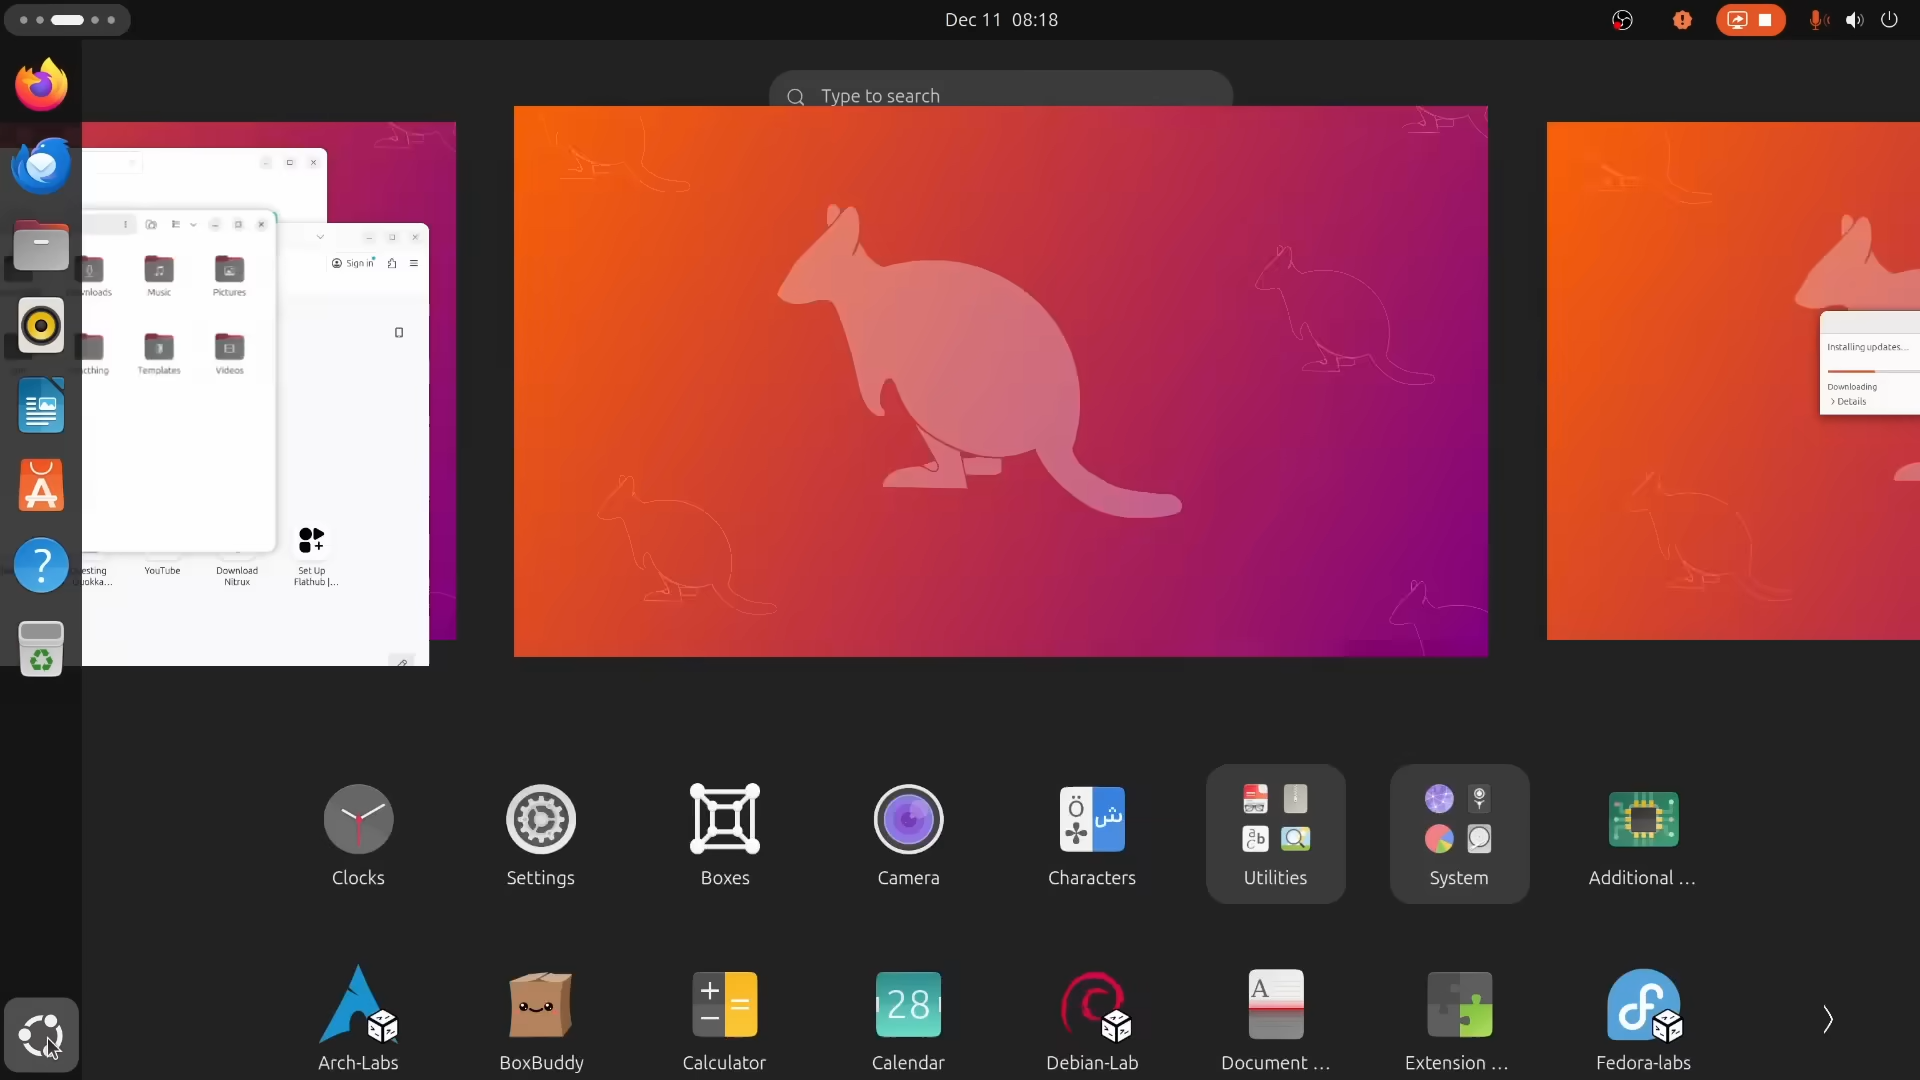 Dec 11 08:18
Type to search
Sign in
Music
Pictures
Templates
Videos
YouTube
Download
Nitrux
Set Up
Flathub |...
Installing updates...
Downloading
Details
Clocks
Settings
Boxes
Camera
Characters
Utilities
System
Additional ...
28
Arch-Labs
BoxBuddy
Calculator
Calendar
Debian-Lab
Document ...
Extension ...
Fedora-labs